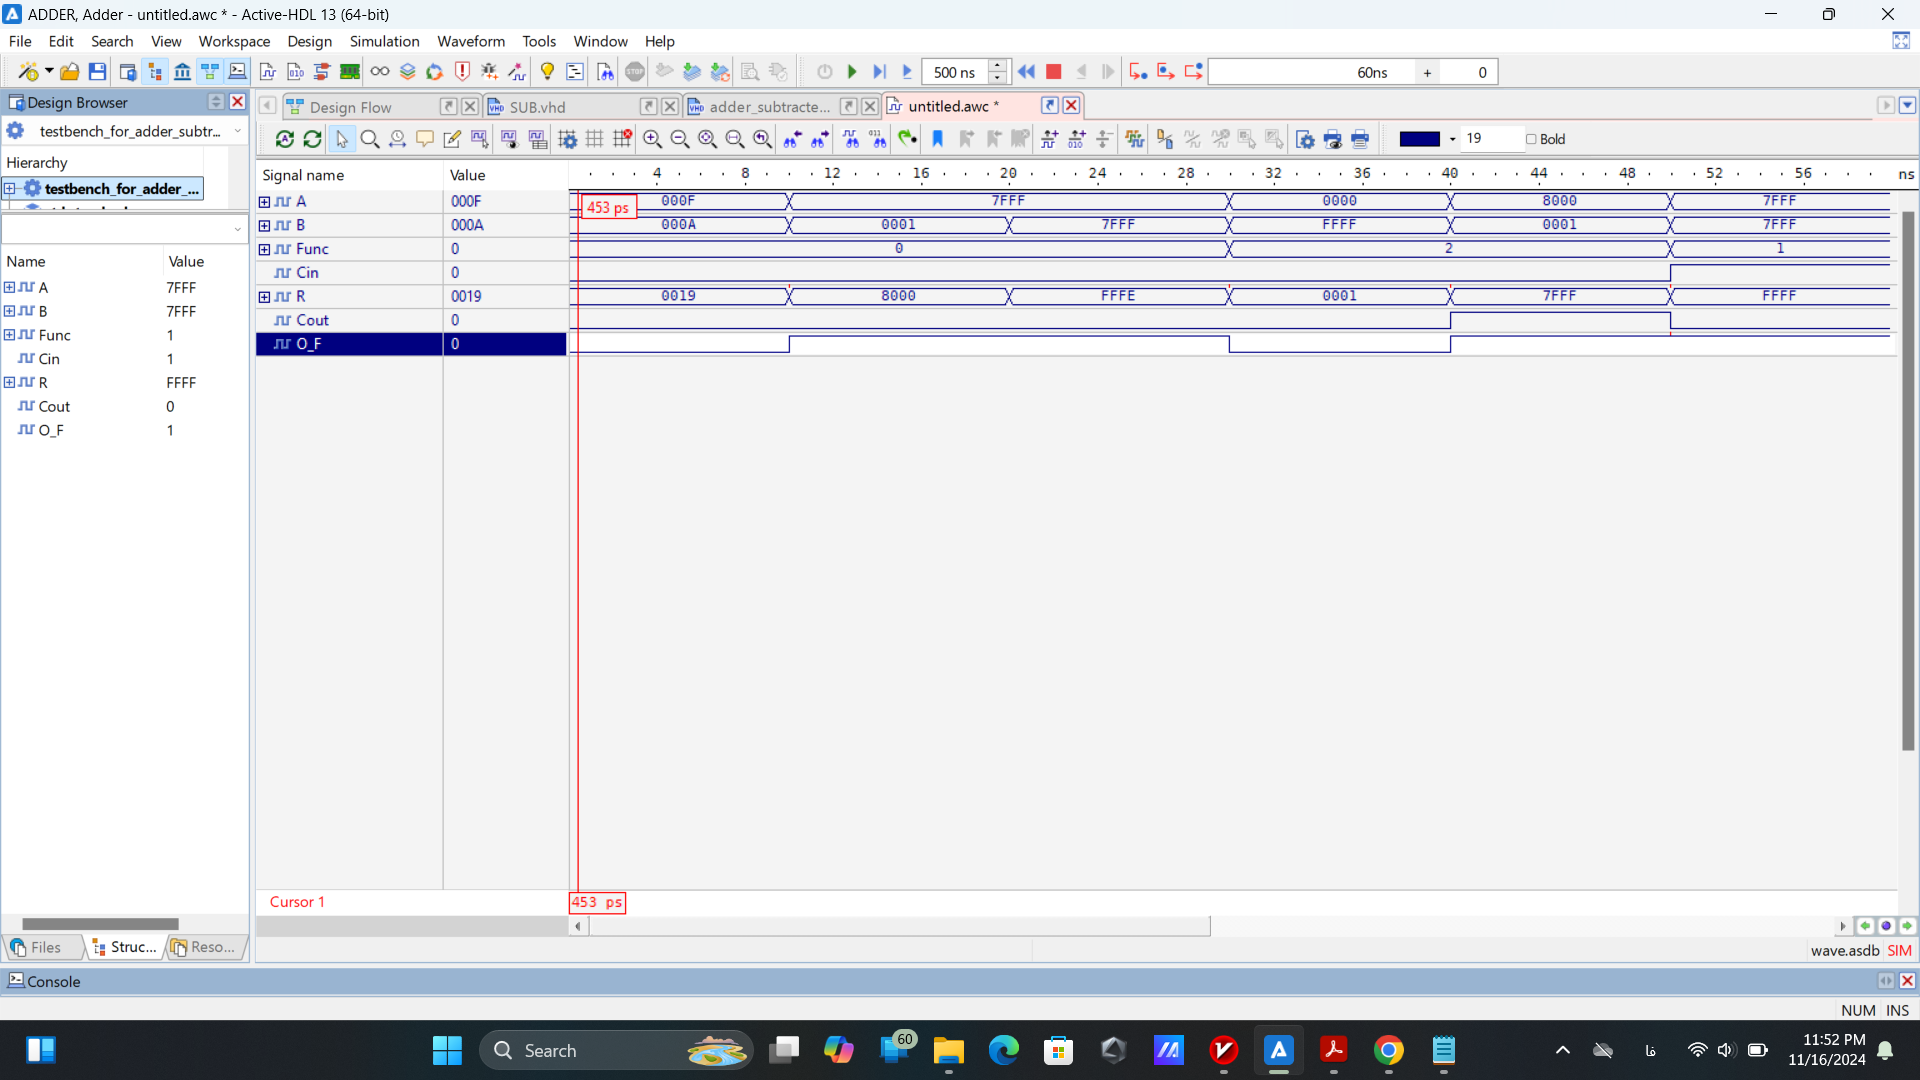 ADDER, Adder - untitled.awc * - Active-HDL 13 (64-bit)
File Edit Search View Workspace Design Simulation Waveform Tools Window Help
500 ns 60ns + 0
Design Browser
Design Flow SUB.vhd adder_subtracte... untitled.awc *
testbench_for_adder_subtr...
19 Bold
Hierarchy
testbench_for_adder_...
Signal name Value 4 8 12 16 20 24 28 32 36 40 44 48 52 56 ns
A 000F 000F 7FFF 0000 8000 7FFF
453 ps
B 000A 000A 0001 7FFF FFFF 0001 7FFF
Func 0 0 2 1
Cin 0
R 0019 0019 8000 FFFE 0001 7FFF FFFF
Cout 0
O_F 0
Name Value
A 7FFF
B 7FFF
Func 1
Cin 1
R FFFF
Cout 0
O_F 1
Cursor 1 453 ps
Files Struc... Reso...
wave.asdb SIM
Console
NUM INS
Search 60 فا 11:52 PM
11/16/2024